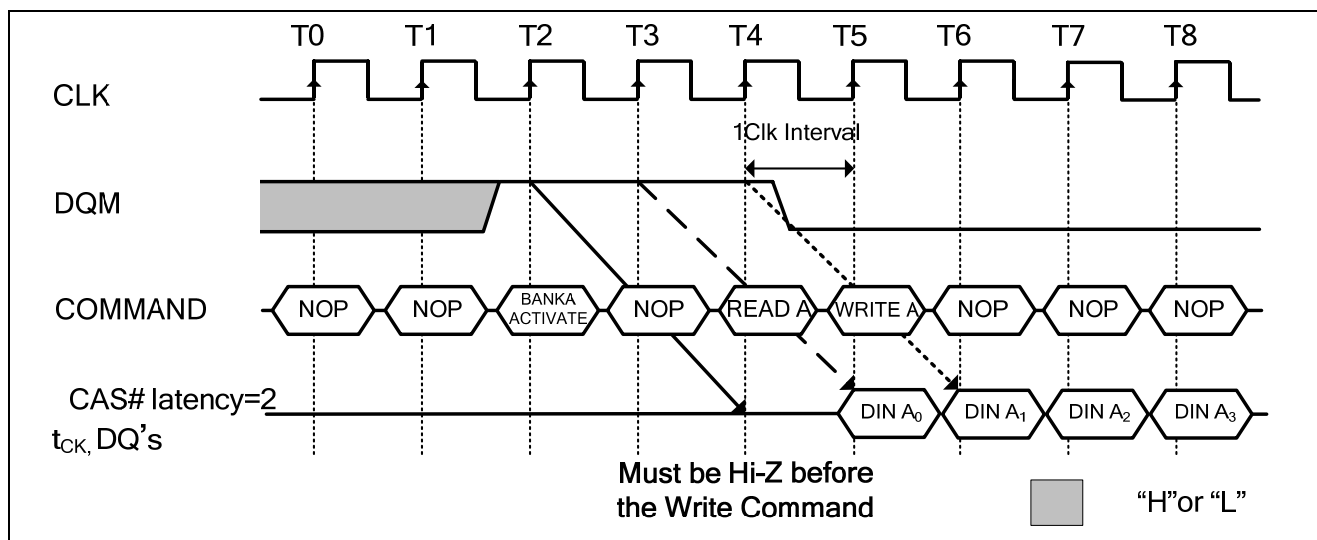 T0 T1 T2 T3 T4 T5 T6 T7 T8
CLK
1Clk Interval
DQM
COMMAND
NOP NOP BANKA ACTIVATE NOP READ A WRITE A NOP NOP NOP
CAS# latency=2
tCK, DQ's
DIN A0 DIN A1 DIN A2 DIN A3
Must be Hi-Z before
the Write Command
“H”or “L”